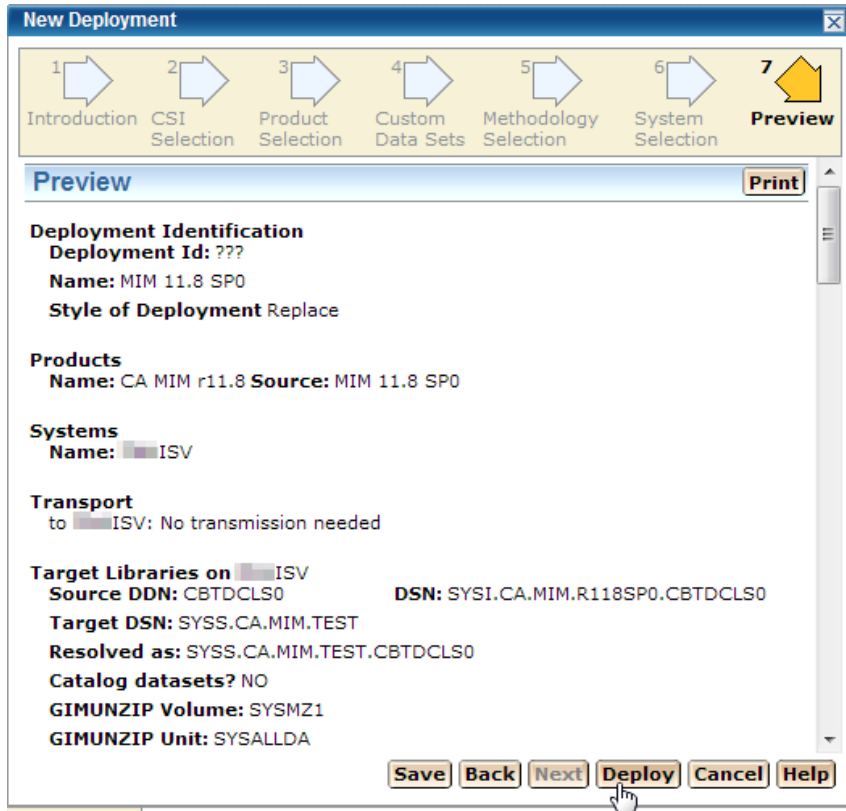 New Deployment
1 2 3 4 5 6 7
Introduction CSI Selection Product Selection Custom Data Sets Methodology Selection System Selection Preview
Preview Print
Deployment Identification
Deployment Id: ???
Name: MIM 11.8 SP0
Style of Deployment Replace
Products
Name: CA MIM r11.8 Source: MIM 11.8 SP0
Systems
Name: ISV
Transport
to ISV: No transmission needed
Target Libraries on ISV
Source DDN: CBTDCLS0 DSN: SYSI.CA.MIM.R118SP0.CBTDCLS0
Target DSN: SYSS.CA.MIM.TEST
Resolved as: SYSS.CA.MIM.TEST.CBTDCLS0
Catalog datasets? NO
GIMUNZIP Volume: SYSMZ1
GIMUNZIP Unit: SYSALLDA
Save Back Next Deploy Cancel Help